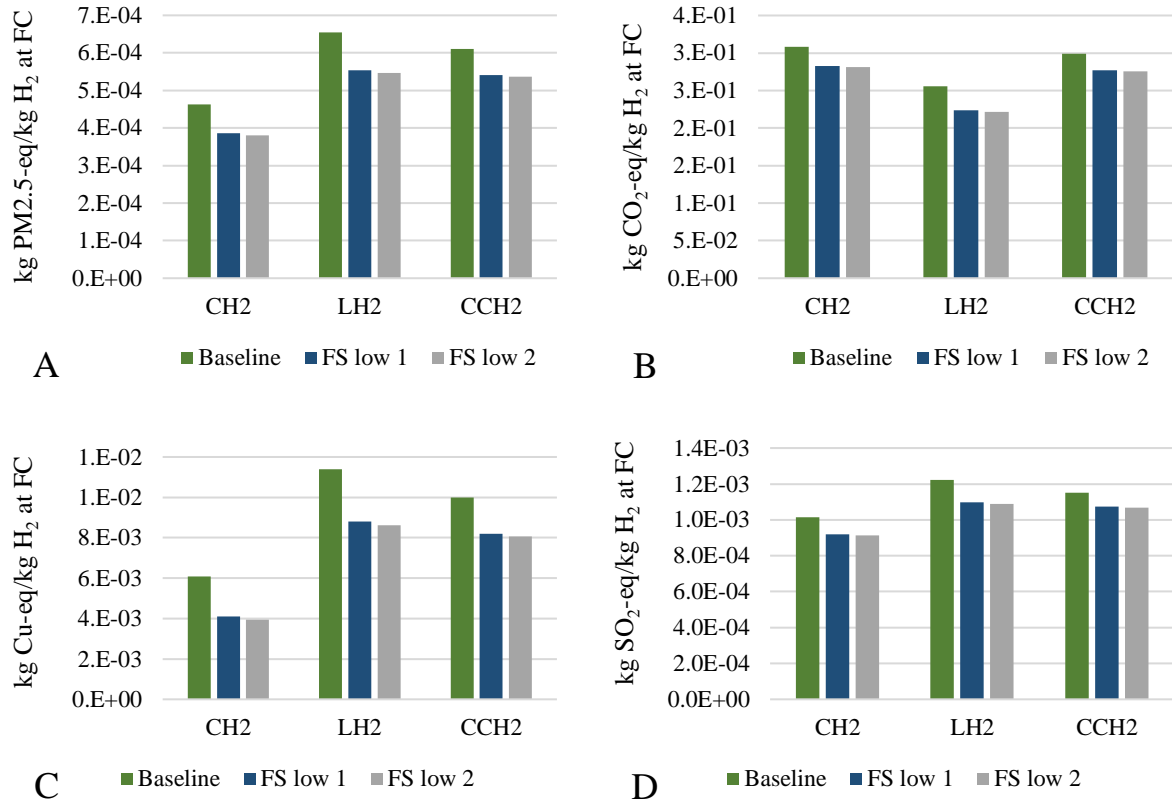 kg PM2.5-eq/kg H₂ at FC
7.E-04
6.E-04
5.E-04
4.E-04
3.E-04
2.E-04
1.E-04
0.E+00
CH2 LH2 CCH2
Baseline FS low 1 FS low 2
A
kg CO₂-eq/kg H₂ at FC
4.E-01
3.E-01
3.E-01
2.E-01
2.E-01
1.E-01
5.E-02
0.E+00
CH2 LH2 CCH2
Baseline FS low 1 FS low 2
B
kg Cu-eq/kg H₂ at FC
1.E-02
1.E-02
8.E-03
6.E-03
4.E-03
2.E-03
0.E+00
CH2 LH2 CCH2
Baseline FS low 1 FS low 2
C
kg SO₂-eq/kg H₂ at FC
1.4E-03
1.2E-03
1.0E-03
8.0E-04
6.0E-04
4.0E-04
2.0E-04
0.0E+00
CH2 LH2 CCH2
Baseline FS low 1 FS low 2
D